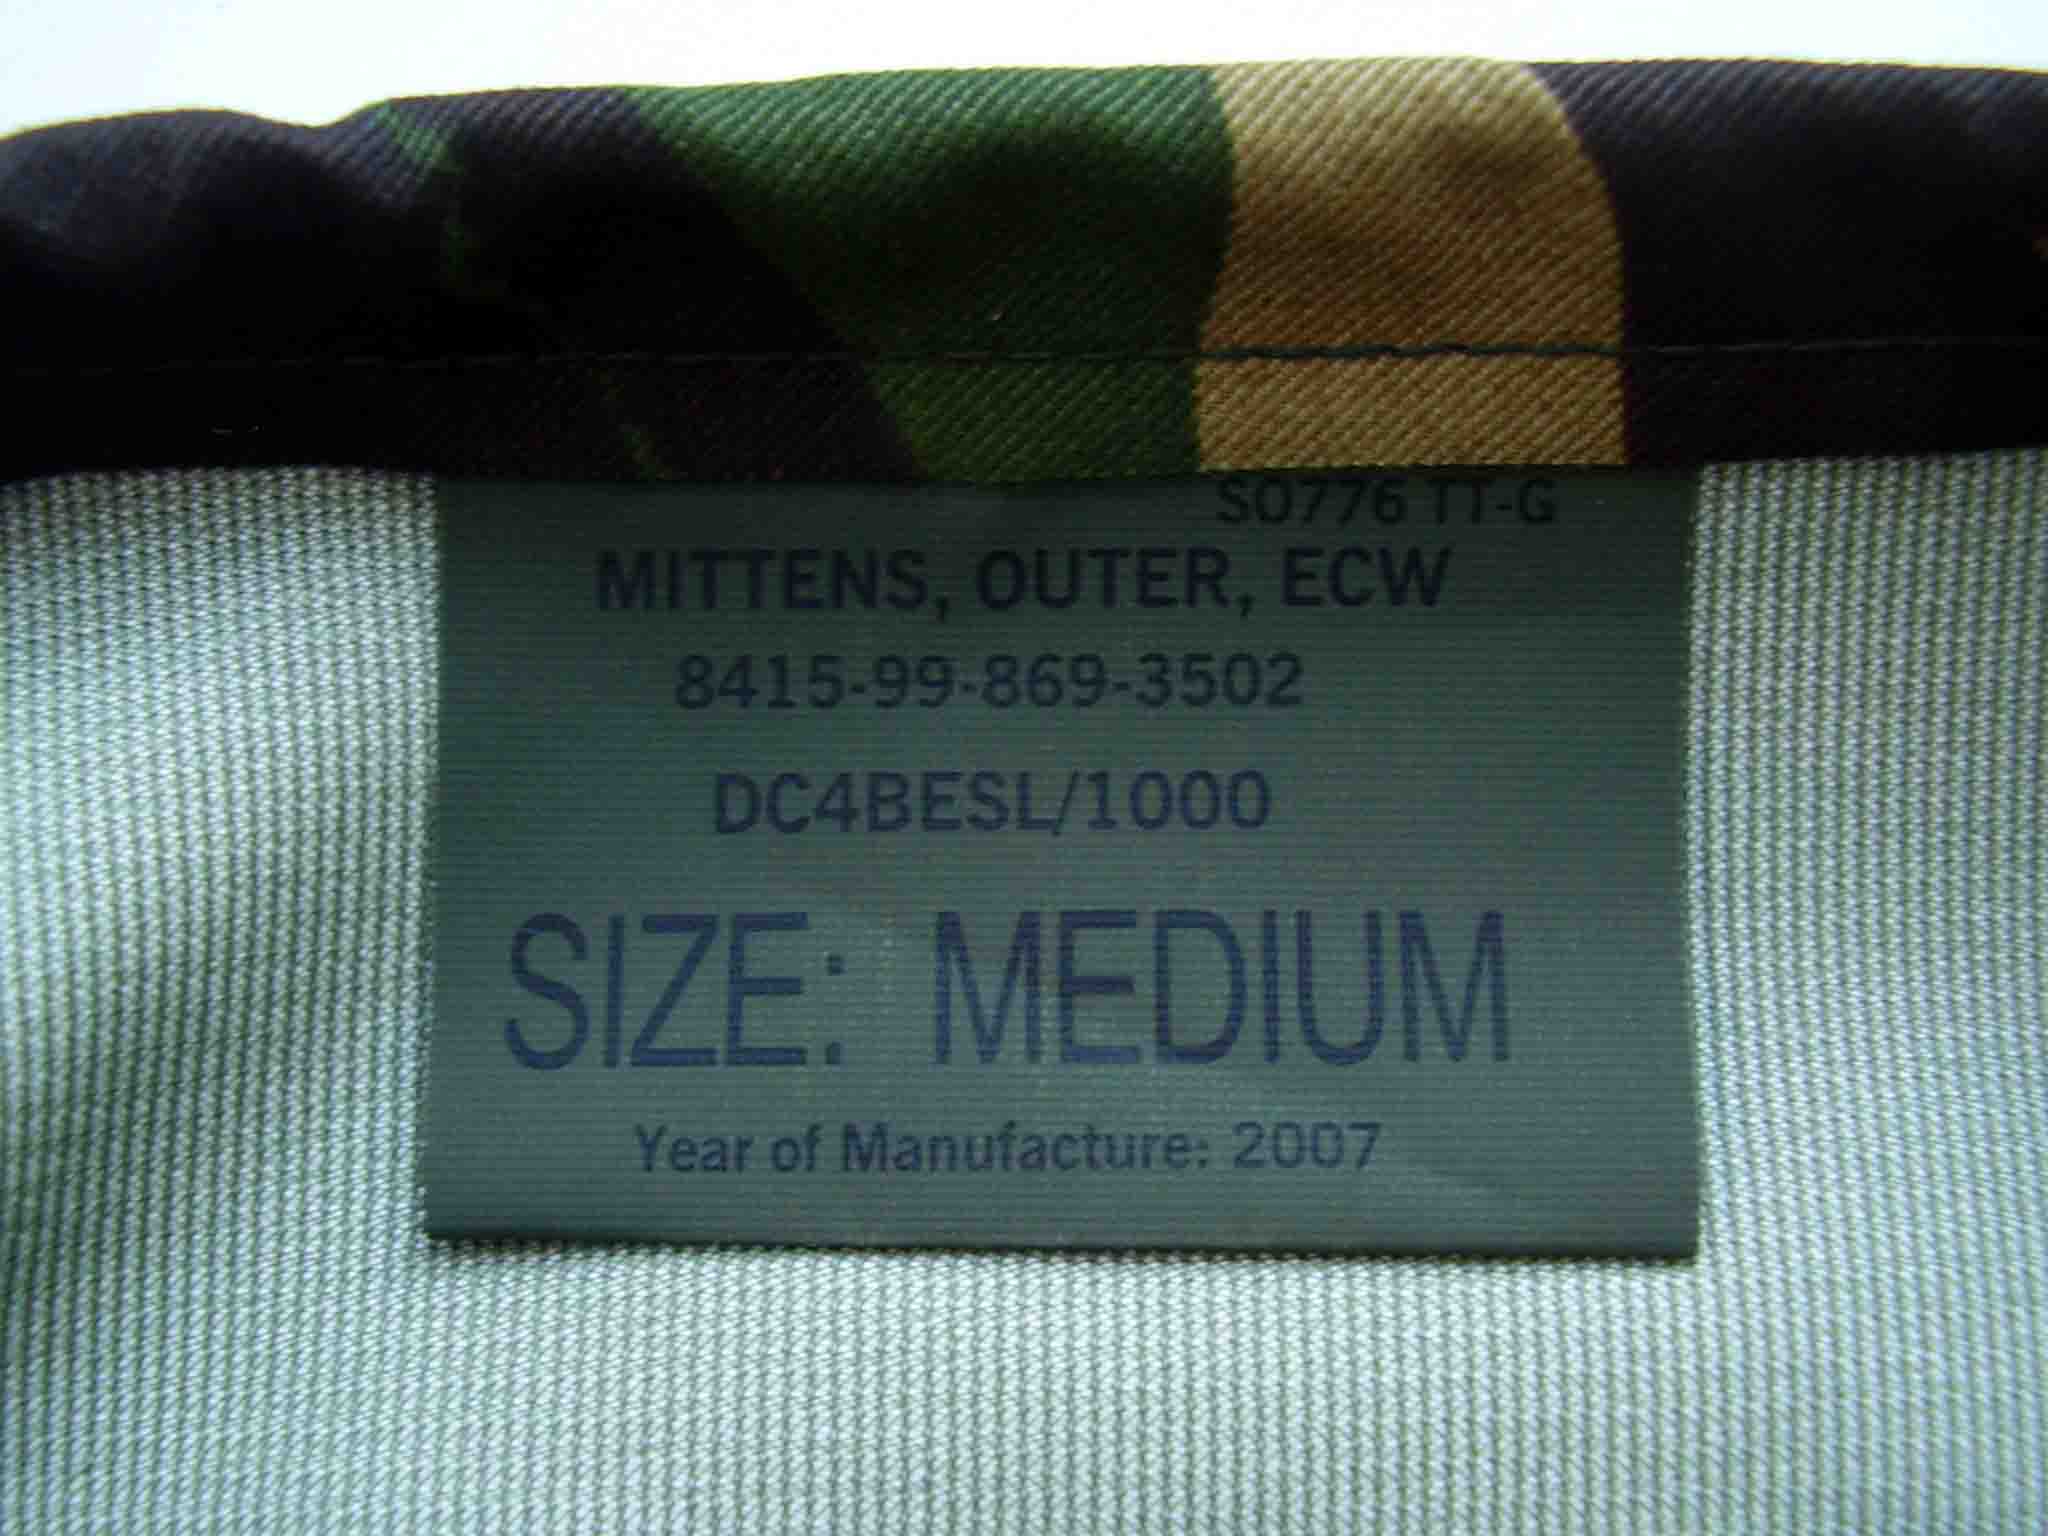 S0776 TT-G
MITTENS, OUTER, ECW
8415-99-869-3502
DC4BESL/1000
SIZE: MEDIUM
Year of Manufacture: 2007